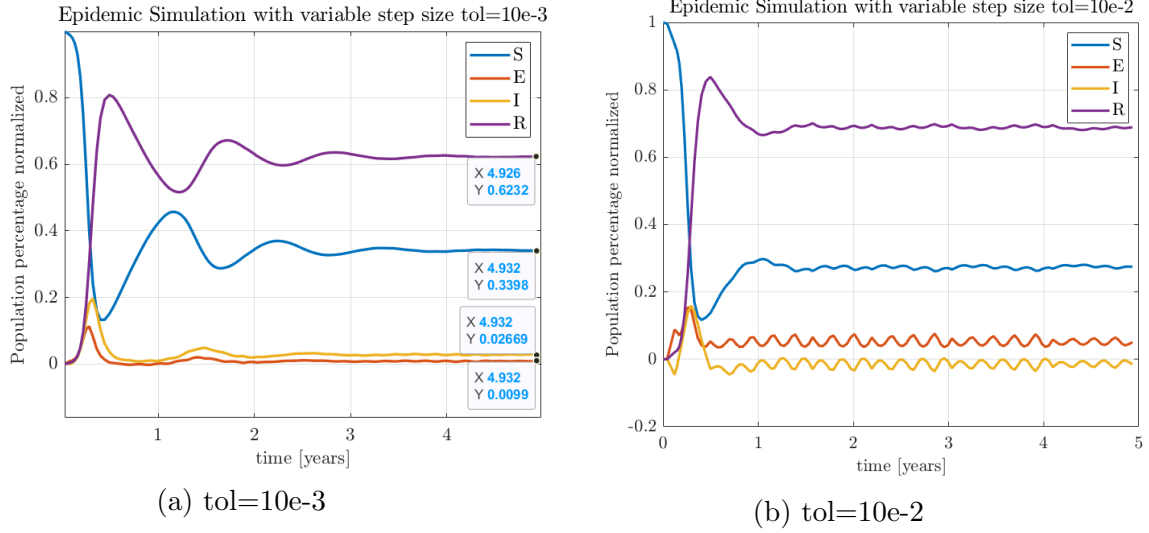 Epidemic Simulation with variable step size tol=10e-3
Population percentage normalized
0.8
0.6
0.4
0.2
0
1
2
3
4
time [years]
S
E
I
R
X 4.926
Y 0.6232
X 4.932
Y 0.3398
X 4.932
Y 0.02669
X 4.932
Y 0.0099
(a) tol=10e-3
Epidemic Simulation with variable step size tol=10e-2
Population percentage normalized
1
0.8
0.6
0.4
0.2
0
-0.2
0
1
2
3
4
5
time [years]
S
E
I
R
(b) tol=10e-2